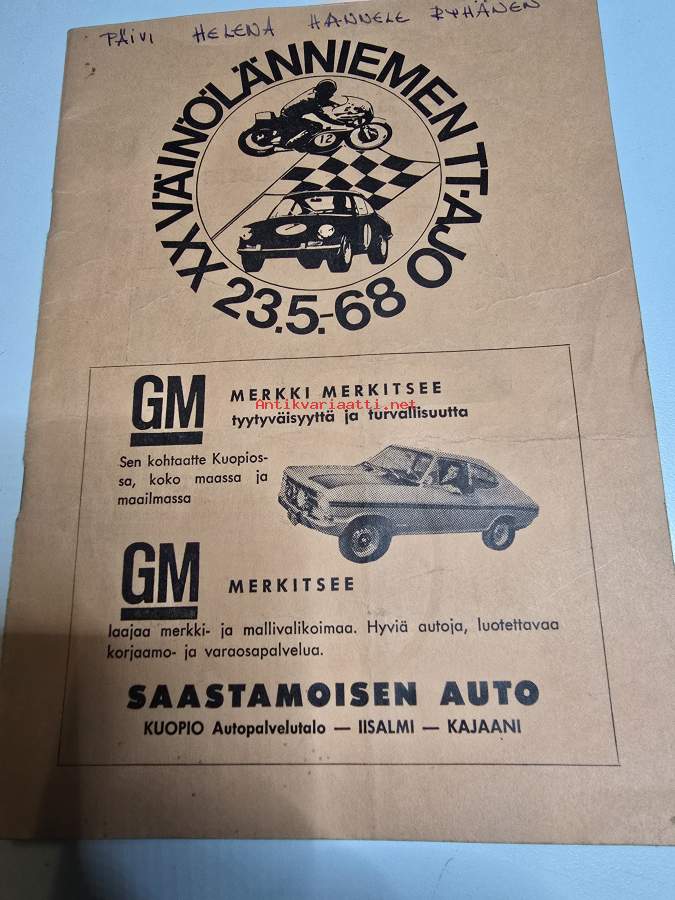 PÄIVI HELENA HANNELE RYHÄNEN
XX VÄINÖLÄNNIEMEN TT-AJO
12
23.5.-68
GM MERKKI MERKITSEE
Antikvariaatti.net
tyytyväisyyttä ja turvallisuutta
Sen kohtaatte Kuopios-
sa, koko maassa ja
maailmassa
GM MERKITSEE
laajaa merkki- ja mallivalikoimaa. Hyviä autoja, luotettavaa
korjaamo- ja varaosapalvelua.
SAASTAMOISEN AUTO
KUOPIO Autopalvelutalo — IISALMI — KAJAANI